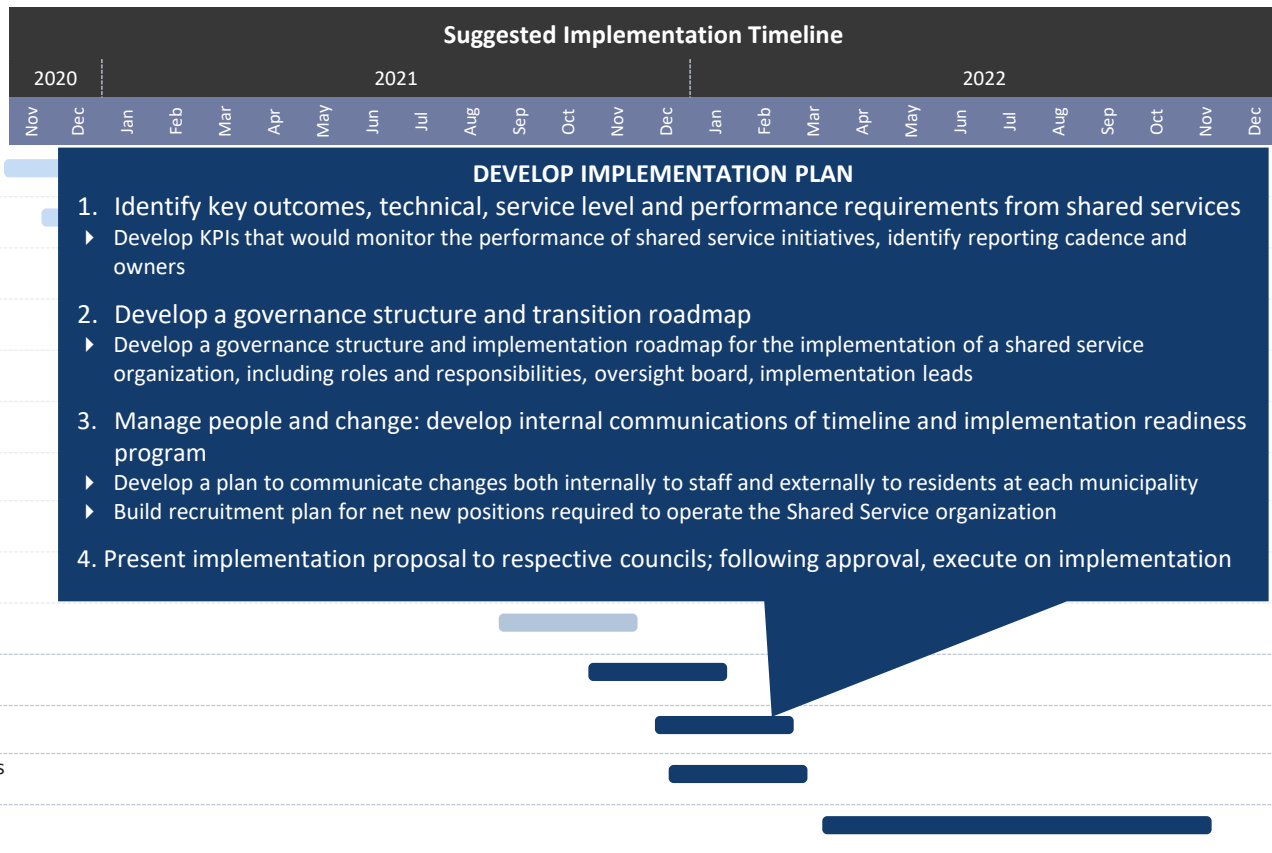 Suggested Implementation Timeline
2020 2021 2022
Nov Dec Jan Feb Mar Apr May Jun Jul Aug Sep Oct Nov Dec Jan Feb Mar Apr May Jun Jul Aug Sep Oct Nov Dec
DEVELOP IMPLEMENTATION PLAN
1. Identify key outcomes, technical, service level and performance requirements from shared services
Develop KPIs that would monitor the performance of shared service initiatives, identify reporting cadence and
owners
2. Develop a governance structure and transition roadmap
Develop a governance structure and implementation roadmap for the implementation of a shared service
organization, including roles and responsibilities, oversight board, implementation leads
3. Manage people and change: develop internal communications of timeline and implementation readiness
program
Develop a plan to communicate changes both internally to staff and externally to residents at each municipality
Build recruitment plan for net new positions required to operate the Shared Service organization
4. Present implementation proposal to respective councils; following approval, execute on implementation
s